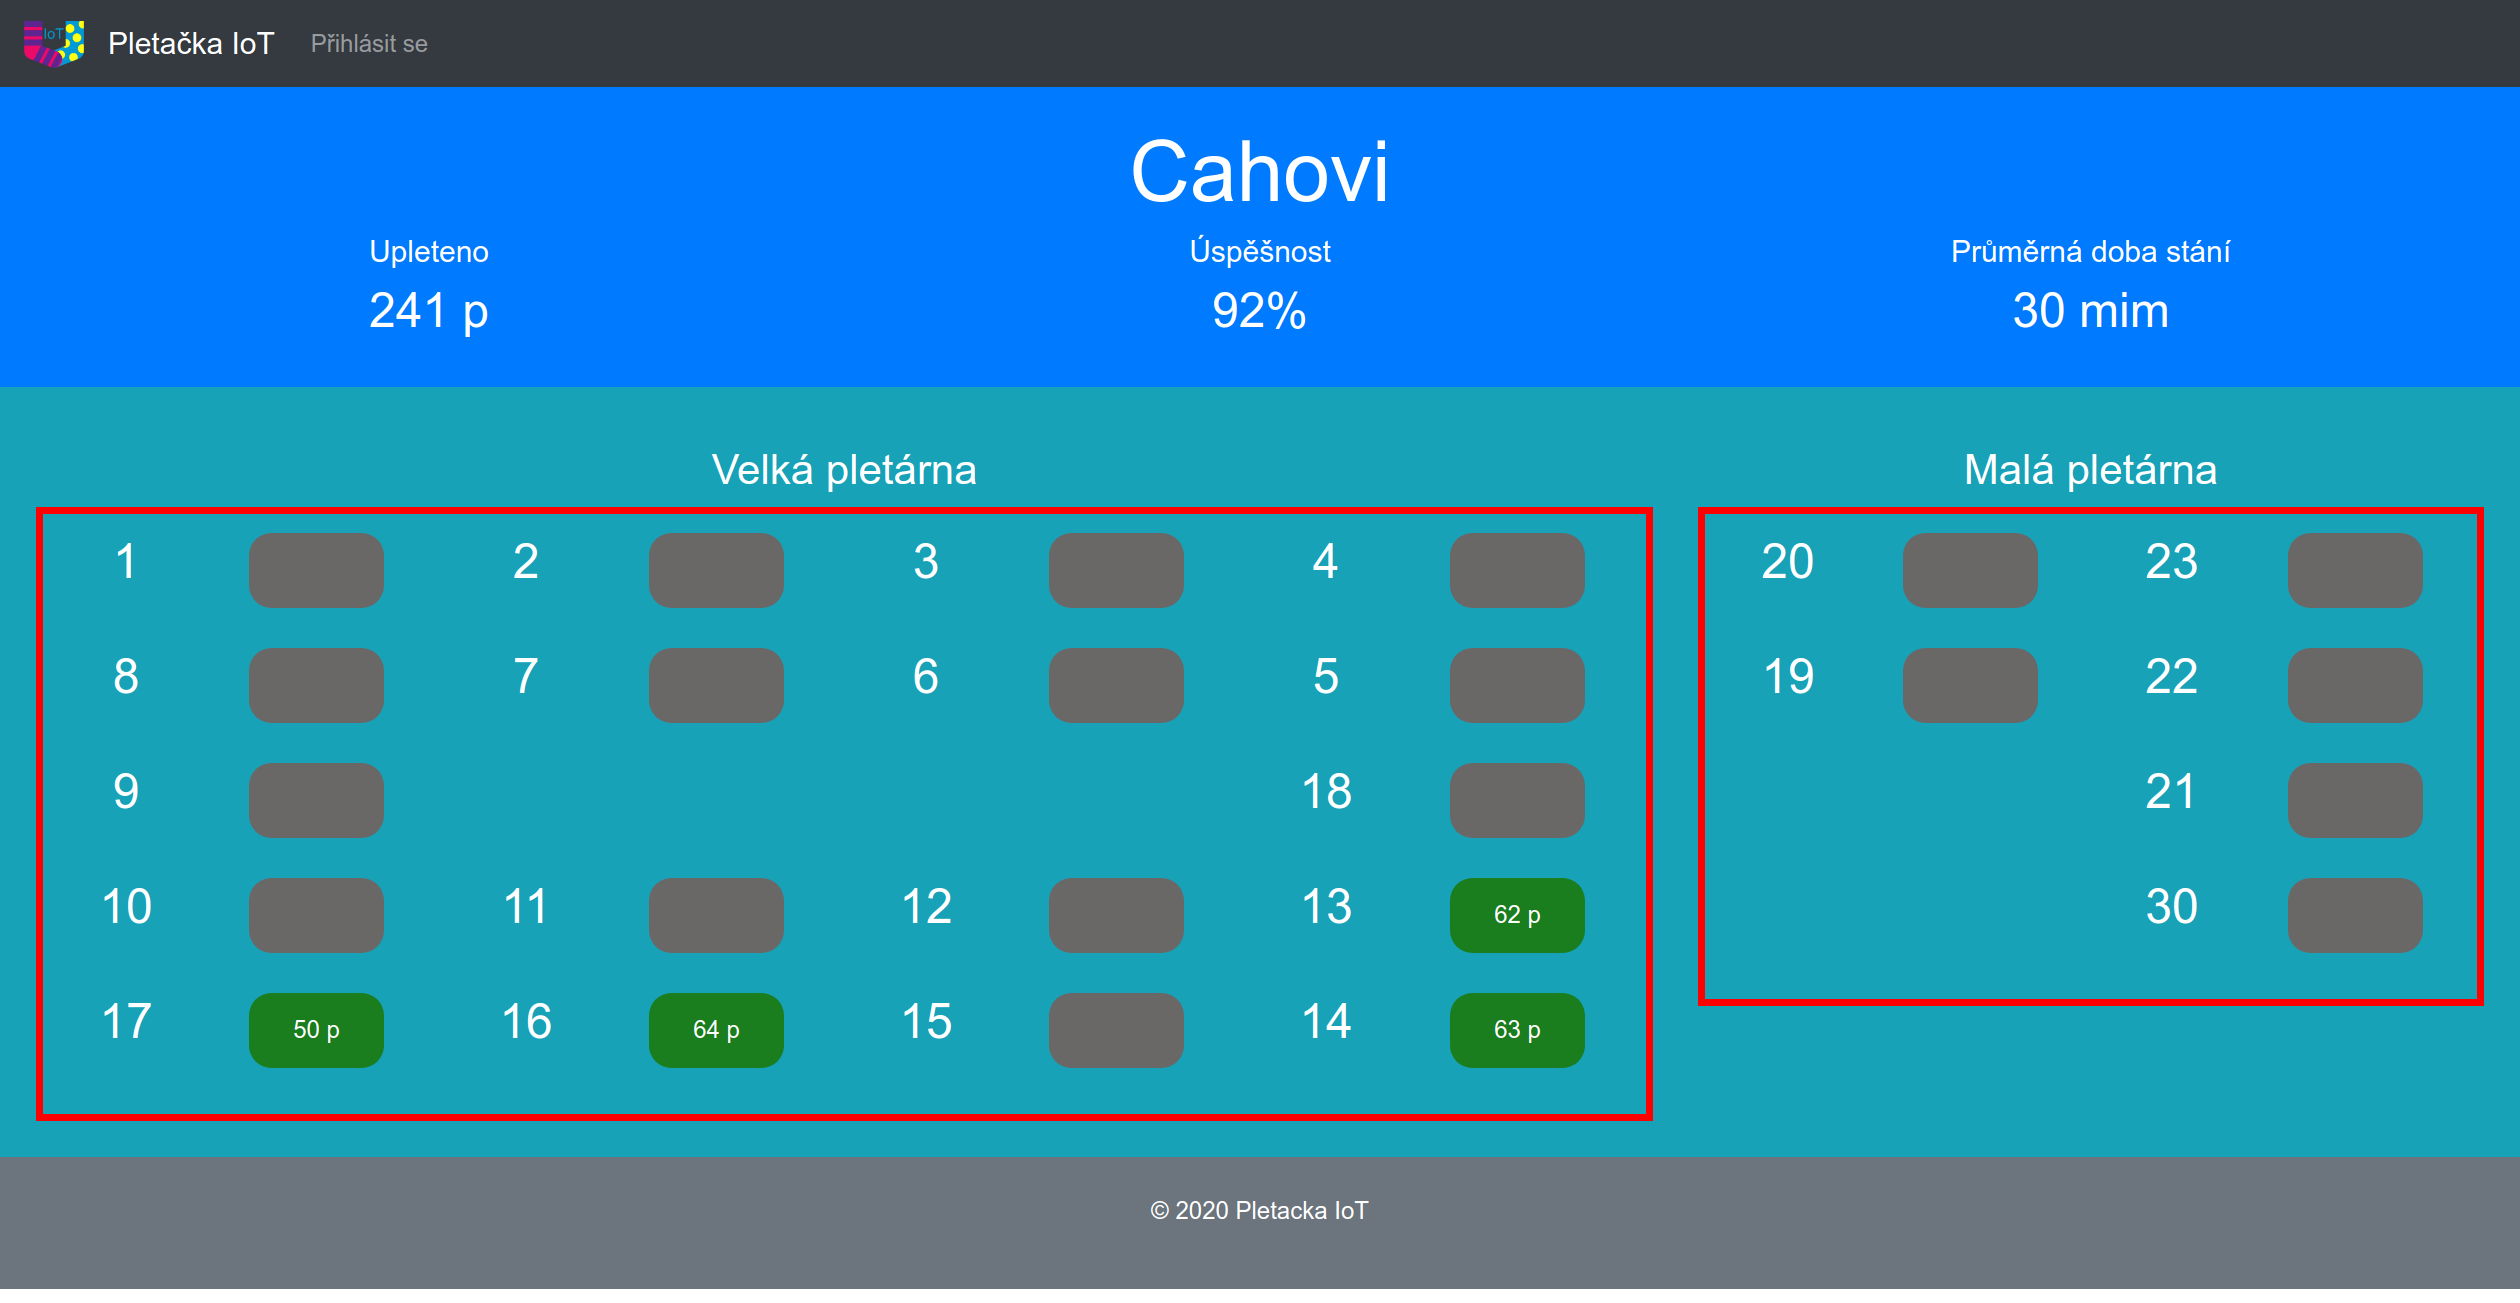 IoT
Pletačka IoT Přihlásit se
Cahovi
Upleteno Úspěšnost Průměrná doba stání
241 p 92% 30 mim
Velká pletárna Malá pletárna
1 2 3 4 20 23
8 7 6 5 19 22
9 18 21
10 11 12 13 62 p 30
17 50 p 16 64 p 15 14 63 p
© 2020 Pletacka IoT